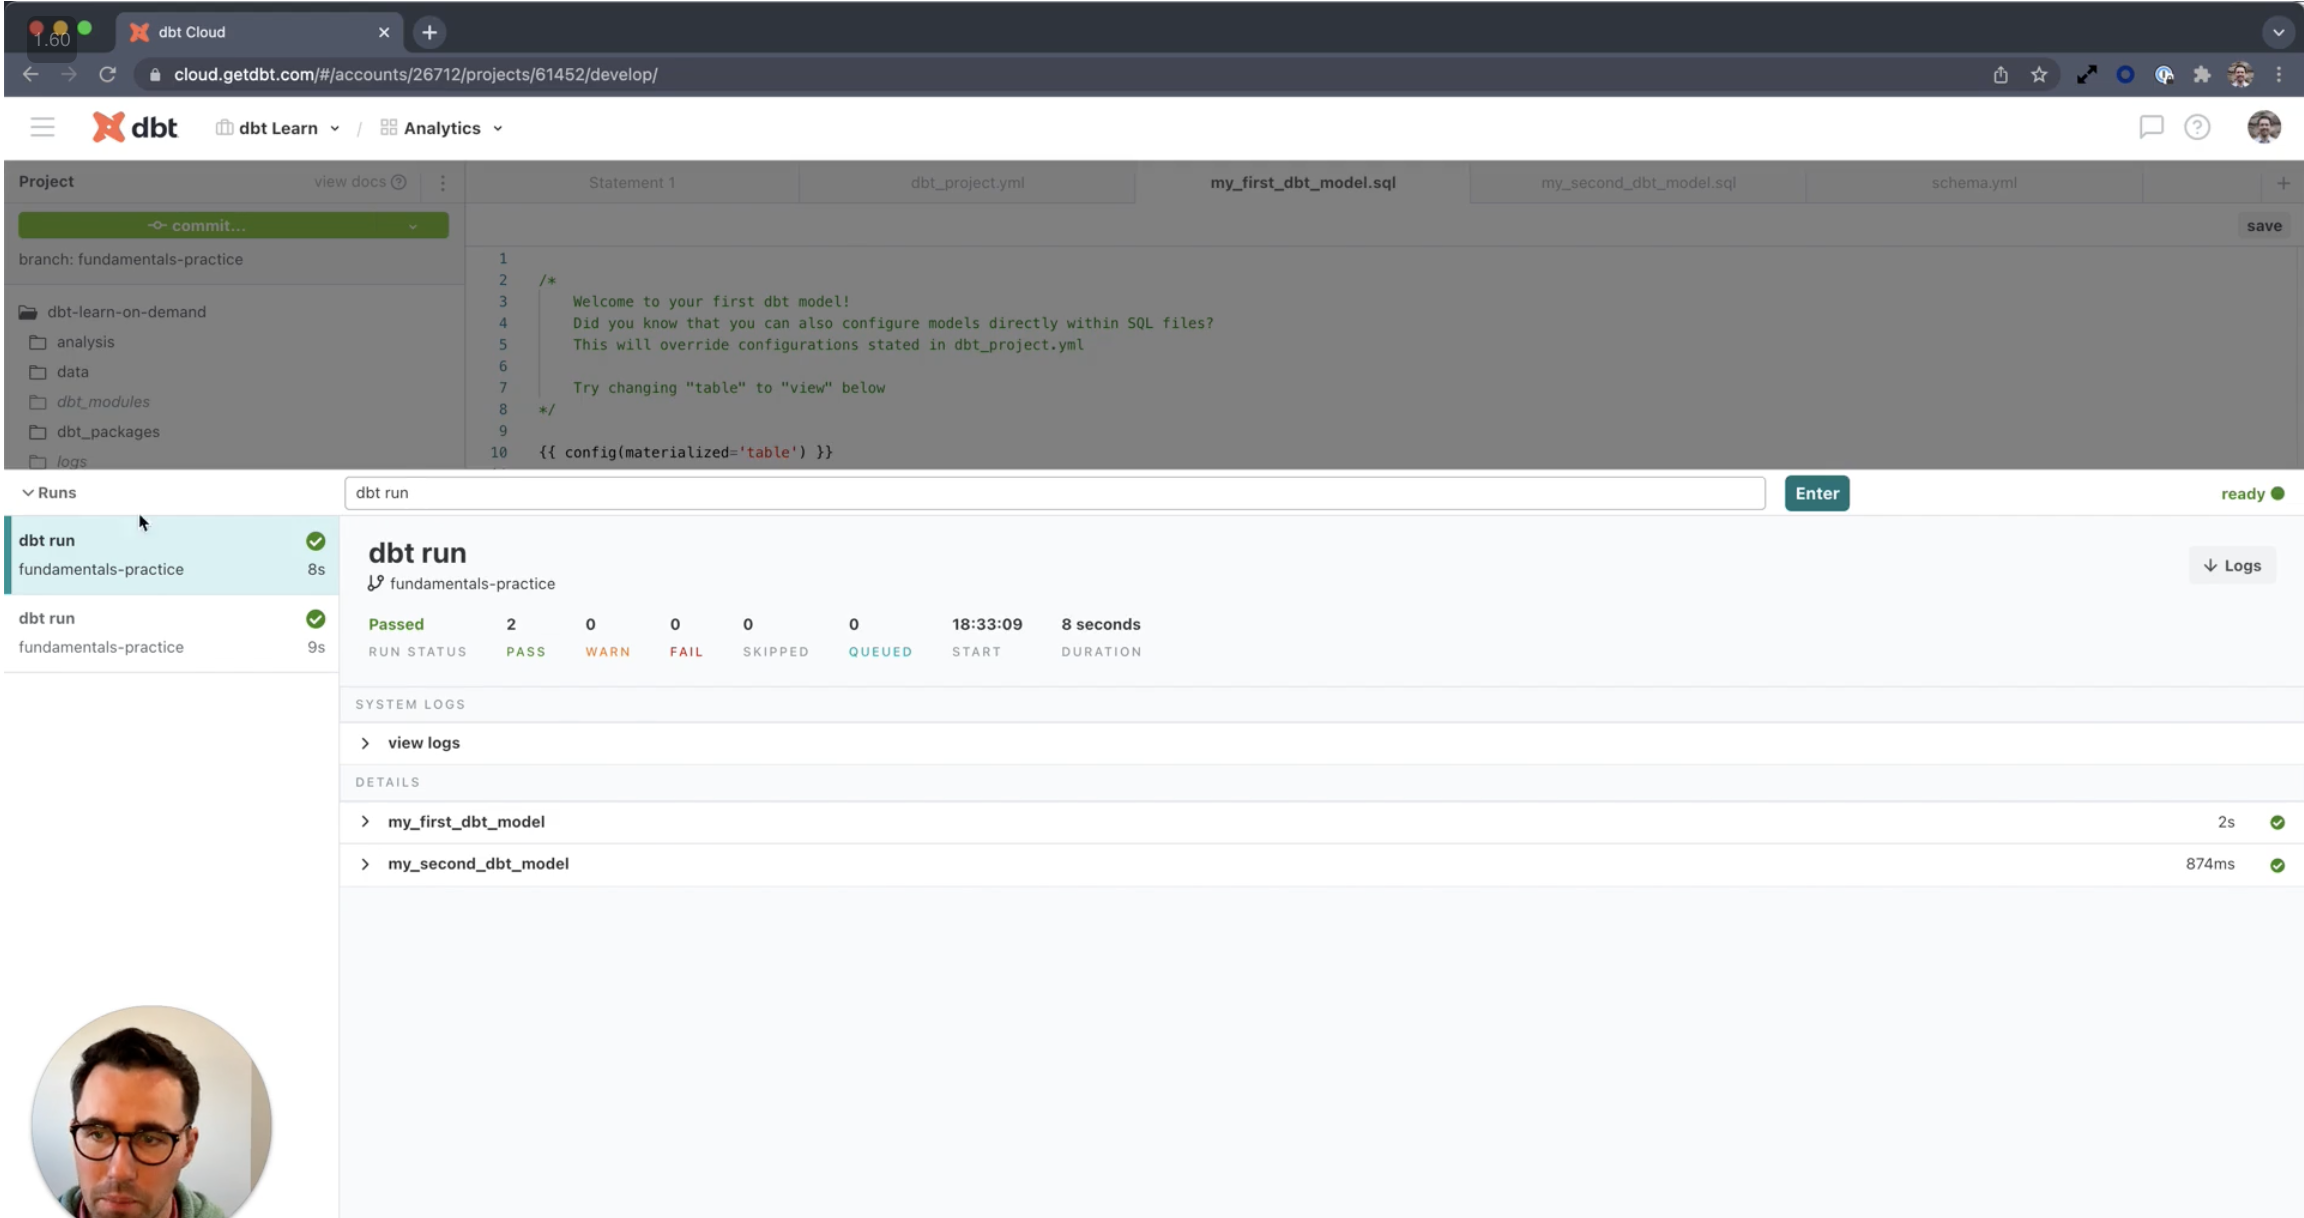 1.60
dbt Cloud
cloud.getdbt.com/#/accounts/26712/projects/61452/develop/
dbt
dbt Learn / Analytics
Project
view docs
commit...
branch: fundamentals-practice
dbt-learn-on-demand
analysis
data
dbt_modules
dbt_packages
logs
Statement 1
dbt_project.yml
my_first_dbt_model.sql
my_second_dbt_model.sql
schema.yml
save
1
2 /*
3 Welcome to your first dbt model!
4 Did you know that you can also configure models directly within SQL files?
5 This will override configurations stated in dbt_project.yml
6
7 Try changing "table" to "view" below
8 */
9
10 {{ config(materialized='table') }}
Runs
dbt run
Enter
ready
dbt run
fundamentals-practice 8s
dbt run
fundamentals-practice 9s
dbt run
fundamentals-practice
Logs
Passed 2 0 0 0 0 18:33:09 8 seconds
RUN STATUS PASS WARN FAIL SKIPPED QUEUED START DURATION
SYSTEM LOGS
view logs
DETAILS
my_first_dbt_model 2s
my_second_dbt_model 874ms